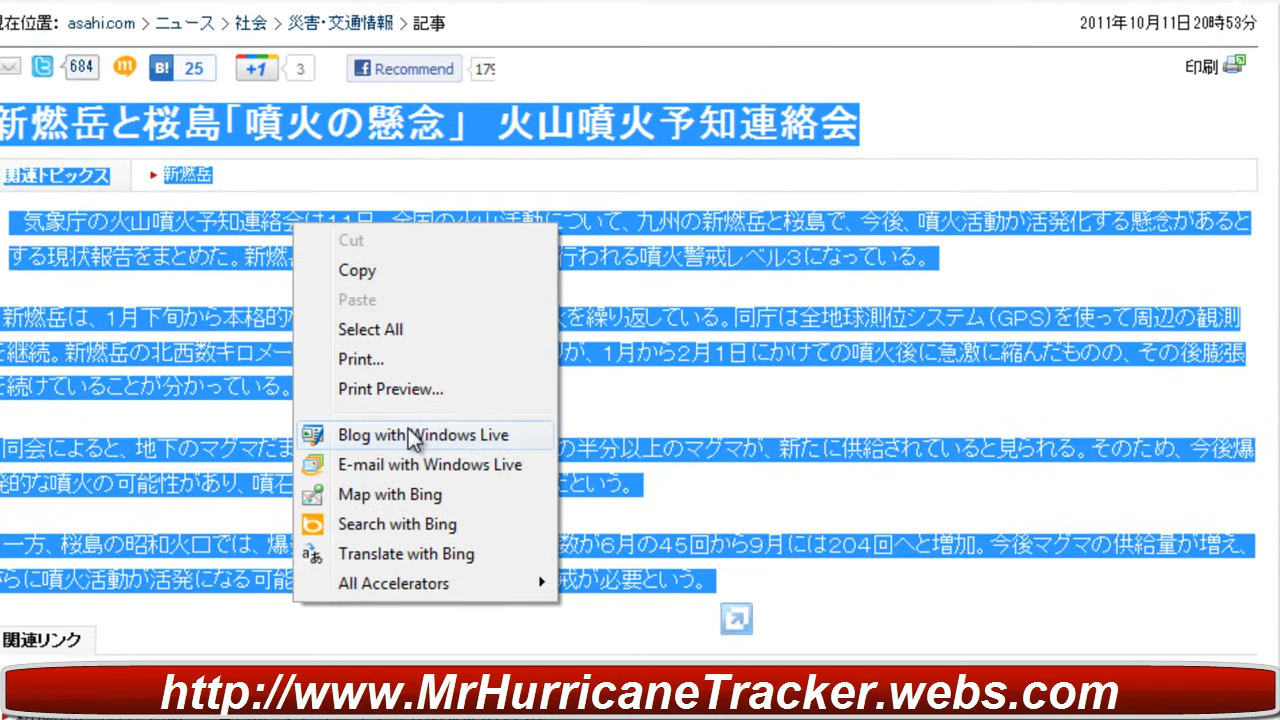 現在位置： asahi.com > ニュース > 社会 > 災害・交通情報 > 記事
2011年10月11日20時53分
684 B! 25 +1 3 Recommend 179
印刷
新燃岳と桜島「噴火の懸念」 火山噴火予知連絡会
関連トピックス 新燃岳
気象庁の火山噴火予知連絡会は11日、全国の火山活動について、九州の新燃岳と桜島で、今後、噴火活動が活発化する懸念があると
する現状報告をまとめた。新燃 行われる噴火警戒レベル3になっている。
新燃岳は、1月下旬から本格的 を繰り返している。同庁は全地球測位システム（GPS）を使って周辺の観測
を継続。新燃岳の北西数キロメー が、1月から2月1日にかけての噴火後に急激に縮んだものの、その後膨張
を続けていることが分かっている。
同会によると、地下のマグマだま の半分以上のマグマが、新たに供給されていると見られる。そのため、今後爆
発的な噴火の可能性があり、噴石 だという。
一方、桜島の昭和火口では、爆 数が6月の45回から9月には204回へと増加。今後マグマの供給量が増え、
さらに噴火活動が活発になる可能 戒が必要という。
Cut
Copy
Paste
Select All
Print...
Print Preview...
Blog with Windows Live
E-mail with Windows Live
Map with Bing
Search with Bing
Translate with Bing
All Accelerators
関連リンク
http://www.MrHurricaneTracker.webs.com